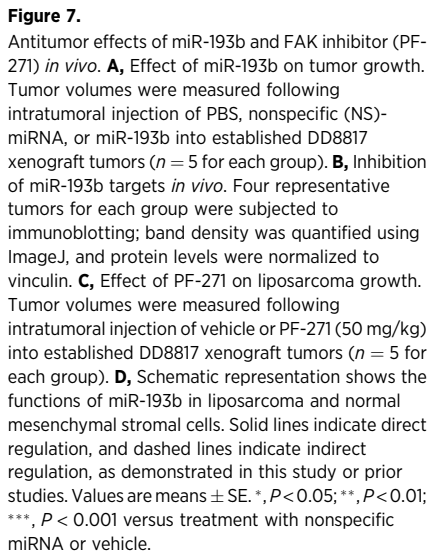 Figure 7.
Antitumor effects of miR-193b and FAK inhibitor (PF-
271) in vivo. A, Effect of miR-193b on tumor growth.
Tumor volumes were measured following
intratumoral injection of PBS, nonspecific (NS)-
miRNA, or miR-193b into established DD8817
xenograft tumors (n = 5 for each group). B, Inhibition
of miR-193b targets in vivo. Four representative
tumors for each group were subjected to
immunoblotting; band density was quantified using
ImageJ, and protein levels were normalized to
vinculin. C, Effect of PF-271 on liposarcoma growth.
Tumor volumes were measured following
intratumoral injection of vehicle or PF-271 (50 mg/kg)
into established DD8817 xenograft tumors (n = 5 for
each group). D, Schematic representation shows the
functions of miR-193b in liposarcoma and normal
mesenchymal stromal cells. Solid lines indicate direct
regulation, and dashed lines indicate indirect
regulation, as demonstrated in this study or prior
studies. Values are means ± SE. *, P < 0.05; **, P < 0.01;
***, P < 0.001 versus treatment with nonspecific
miRNA or vehicle.